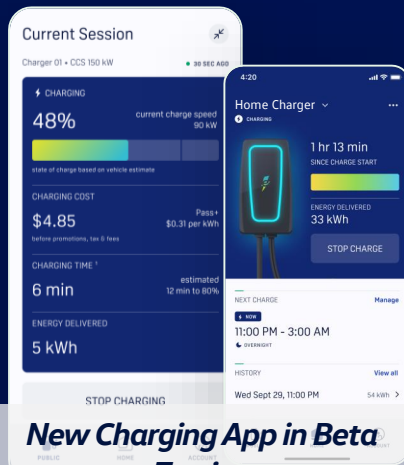 Current Session
Charger 01 • CCS 150 kW
30 SEC AGO
CHARGING
48%
current charge speed
90 kW
state of charge based on vehicle estimate
CHARGING COST
$4.85
Pass+
$0.31 per kWh
before promotions, tax & fees
CHARGING TIME ¹
6 min
estimated
12 min to 80%
ENERGY DELIVERED
5 kWh
STOP CHARGING
PUBLIC
HOME
ACCOUNT
4:20
Home Charger
CHARGING
1 hr 13 min
SINCE CHARGE START
ENERGY DELIVERED
33 kWh
STOP CHARGE
NEXT CHARGE
Manage
NOW
11:00 PM - 3:00 AM
OVERNIGHT
HISTORY
View all
Wed Sept 29, 11:00 PM
54 kWh
New Charging App in Beta